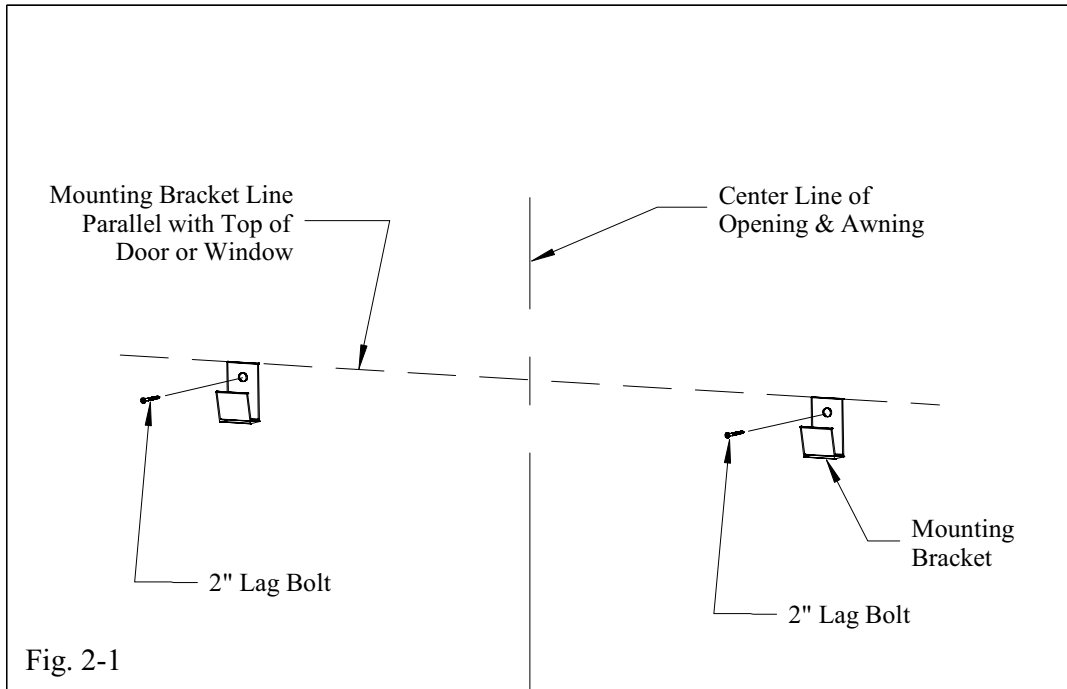 Mounting Bracket Line
Parallel with Top of
Door or Window
Center Line of
Opening & Awning
Mounting
Bracket
2" Lag Bolt
2" Lag Bolt
Fig. 2-1